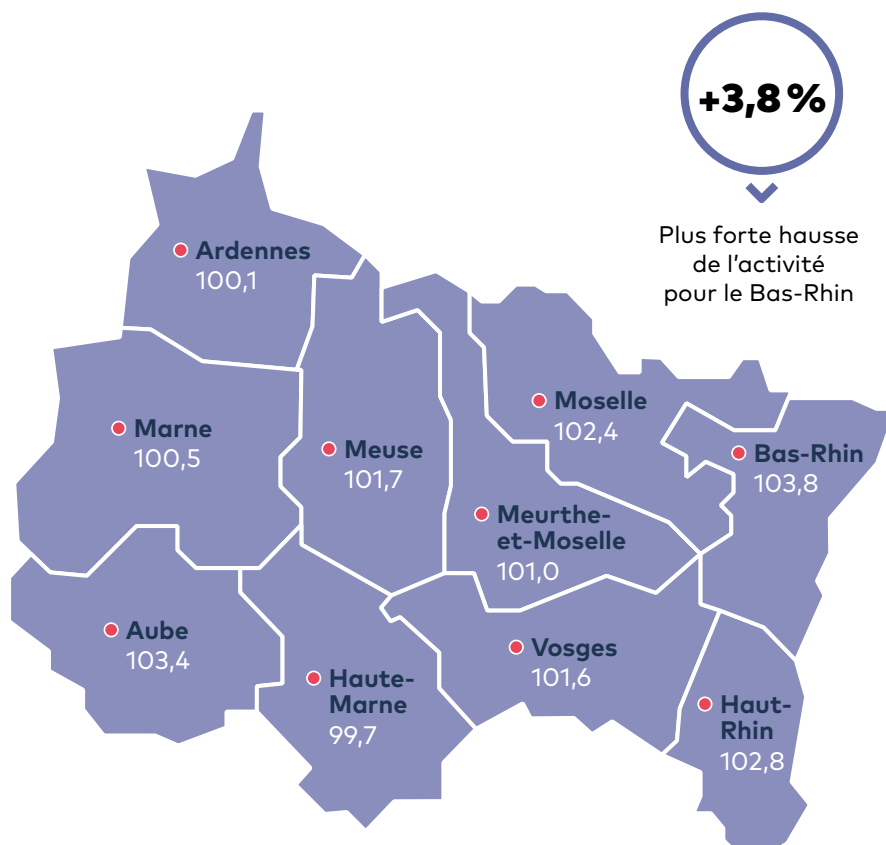 +3,8 %
Plus forte hausse
de l'activité
pour le Bas-Rhin
Ardennes
100,1
Marne
100,5
Meuse
101,7
Moselle
102,4
Bas-Rhin
103,8
Meurthe-
et-Moselle
101,0
Aube
103,4
Haute-
Marne
99,7
Vosges
101,6
Haut-
Rhin
102,8